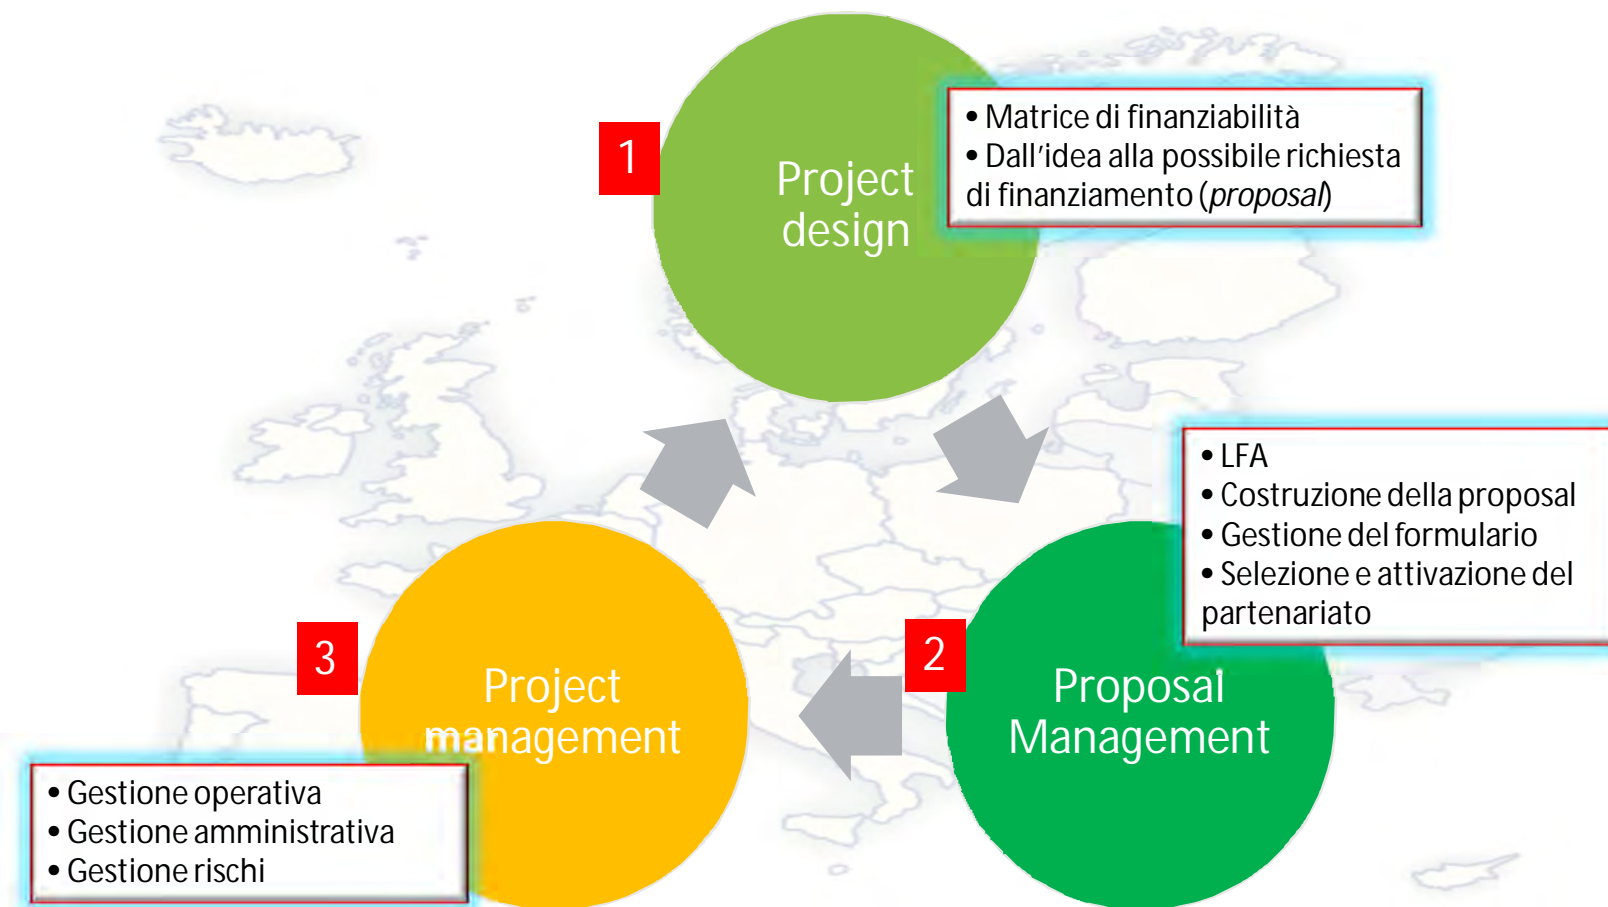 1
Project
design
• Matrice di finanziabilità
• Dall'idea alla possibile richiesta
di finanziamento (proposal)
2
Proposal
Management
• LFA
• Costruzione della proposal
• Gestione del formulario
• Selezione e attivazione del
partenariato
3
Project
management
• Gestione operativa
• Gestione amministrativa
• Gestione rischi